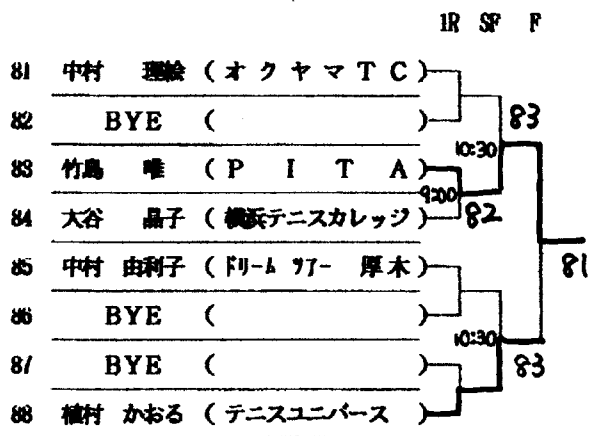 1R SF F
81 中村 理絵 (オクヤマTC)
82 BYE ( )
83
10:30
83 竹島 唯 (PITA)
9:00
84 大谷 晶子 (横浜テニスカレッジ) 82
85 中村 由利子 (ドリーム ツアー 厚木)
81
86 BYE ( )
10:30
87 BYE ( ) 83
88 植村 かおる (テニスユニバース)